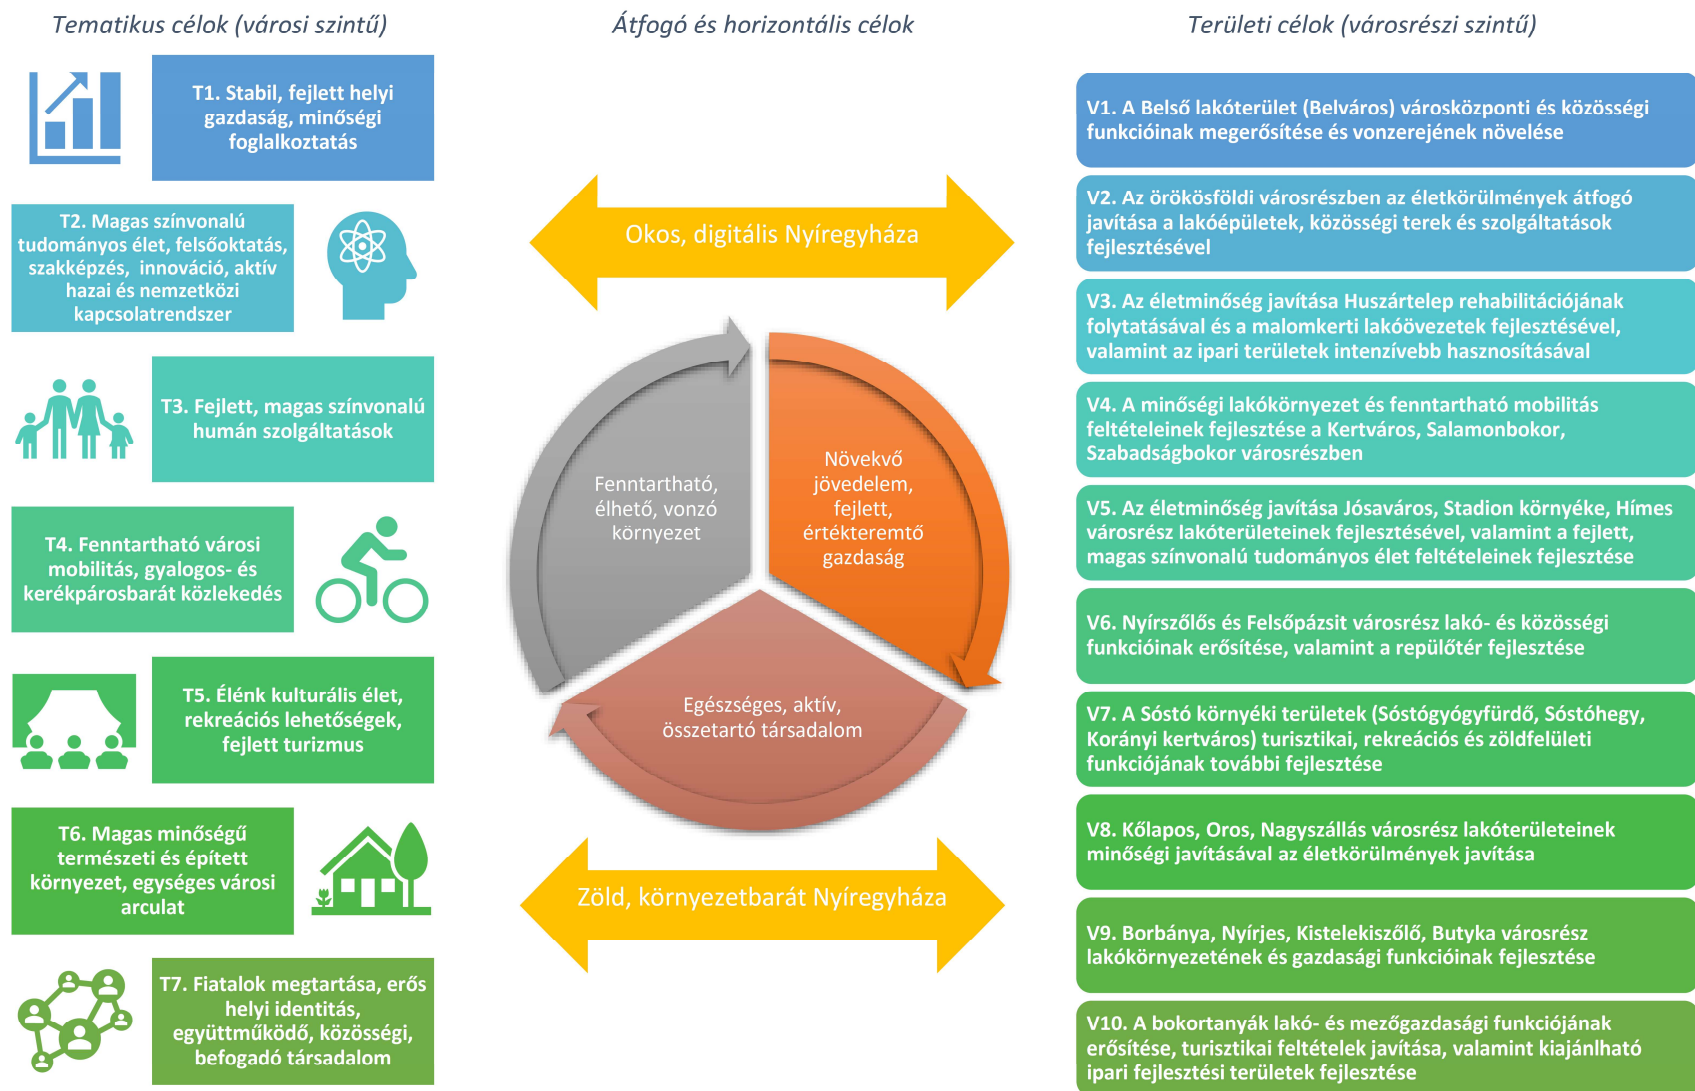 Tematikus célok (városi szintű)
T1. Stabil, fejlett helyi
gazdaság, minőségi
foglalkoztatás
T2. Magas színvonalú
tudományos élet, felsőoktatás,
szakképzés, innováció, aktív
hazai és nemzetközi
kapcsolatrendszer
T3. Fejlett, magas színvonalú
humán szolgáltatások
T4. Fenntartható városi
mobilitás, gyalogos- és
kerékpárosbarát közlekedés
T5. Élénk kulturális élet,
rekreációs lehetőségek,
fejlett turizmus
T6. Magas minőségű
természeti és épített
környezet, egységes városi
arculat
T7. Fiatalok megtartása, erős
helyi identitás,
együttműködő, közösségi,
befogadó társadalom
Átfogó és horizontális célok
Okos, digitális Nyíregyháza
Fenntartható,
élhető, vonzó
környezet
Növekvő
jövedelem,
fejlett,
értékteremtő
gazdaság
Egészséges, aktív,
összetartó társadalom
Zöld, környezetbarát Nyíregyháza
Területi célok (városrészi szintű)
V1. A Belső lakóterület (Belváros) városközponti és közösségi
funkcióinak megerősítése és vonzerejének növelése
V2. Az örökösföldi városrészben az életkörülmények átfogó
javítása a lakóépületek, közösségi terek és szolgáltatások
fejlesztésével
V3. Az életminőség javítása Huszártelep rehabilitációjának
folytatásával és a malomkerti lakóövezetek fejlesztésével,
valamint az ipari területek intenzívebb hasznosításával
V4. A minőségi lakókörnyezet és fenntartható mobilitás
feltételeinek fejlesztése a Kertváros, Salamonbokor,
Szabadságbokor városrészben
V5. Az életminőség javítása Jósaváros, Stadion környéke, Hímes
városrész lakóterületeinek fejlesztésével, valamint a fejlett,
magas színvonalú tudományos élet feltételeinek fejlesztése
V6. Nyírszőlős és Felsőpázsit városrész lakó- és közösségi
funkcióinak erősítése, valamint a repülőtér fejlesztése
V7. A Sóstó környéki területek (Sóstógyógyfürdő, Sóstóhegy,
Korányi kertváros) turisztikai, rekreációs és zöldfelületi
funkciójának további fejlesztése
V8. Kőlapos, Oros, Nagyszállás városrész lakóterületeinek
minőségi javításával az életkörülmények javítása
V9. Borbánya, Nyírjes, Kistelekiszőlő, Butyka városrész
lakókörnyezetének és gazdasági funkcióinak fejlesztése
V10. A bokortanyák lakó- és mezőgazdasági funkciójának
erősítése, turisztikai feltételek javítása, valamint kiajánlható
ipari fejlesztési területek fejlesztése